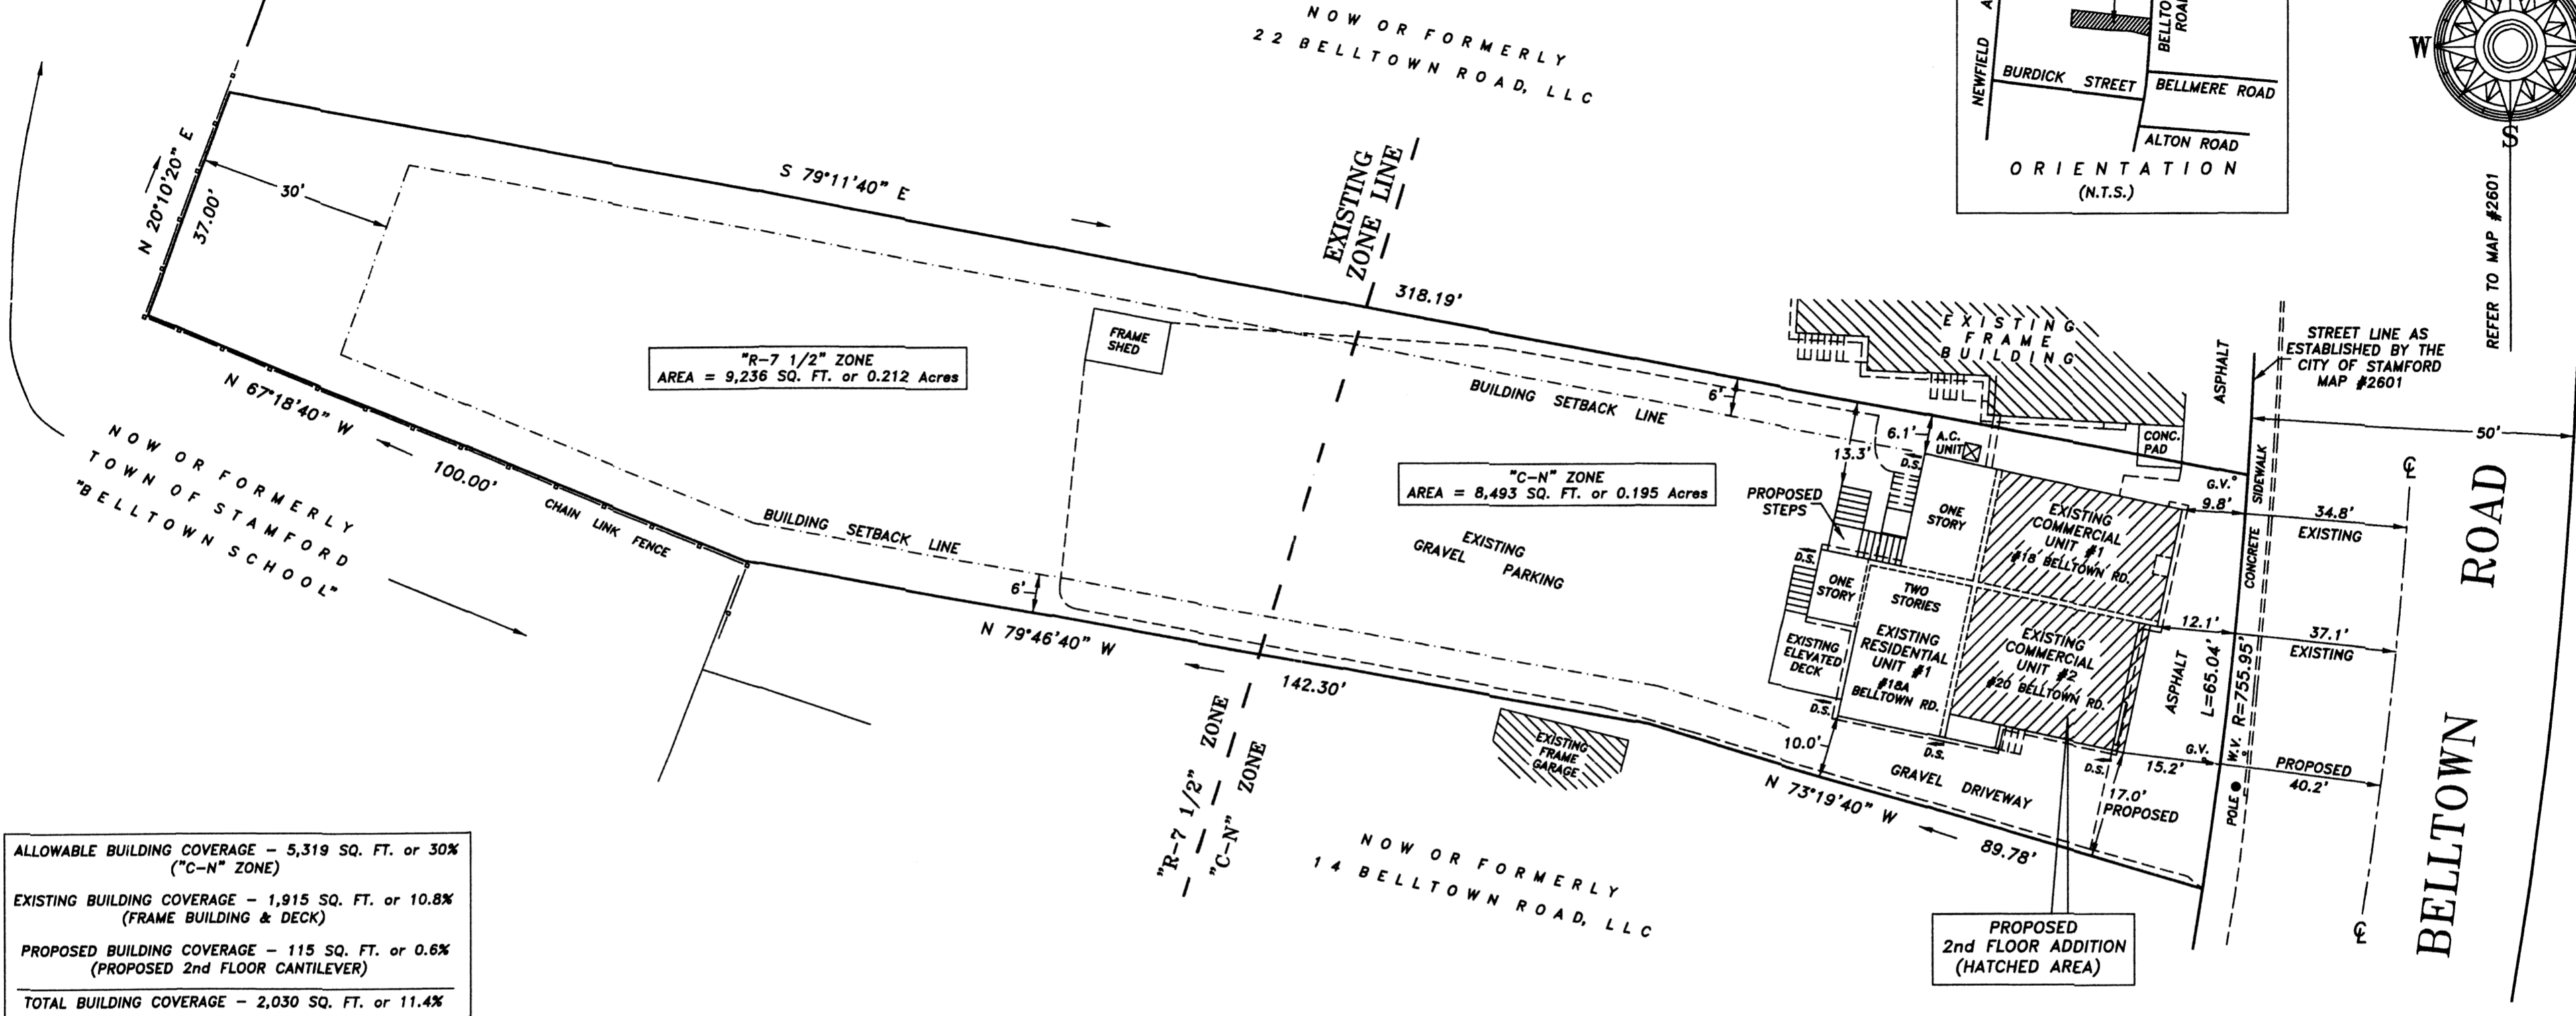 NOW OR FORMERLY
22 BELLTOWN ROAD, LLC
NEWFIELD A
BELLTO
ROAD
BURDICK STREET
BELLMERE ROAD
ALTON ROAD
ORIENTATION
(N.T.S.)
W
S
REFER TO MAP #2601
N 20°10'20" E
37.00'
30'
S 79°11'40" E
318.19'
EXISTING
ZONE LINE
"R-7 1/2" ZONE
AREA = 9,236 SQ. FT. or 0.212 Acres
FRAME
SHED
N 67°18'40" W
100.00'
CHAIN LINK FENCE
NOW OR FORMERLY
TOWN OF STAMFORD
"BELLTOWN SCHOOL"
BUILDING SETBACK LINE
6'
N 79°46'40" W
142.30'
"R-7 1/2" ZONE
"C-N" ZONE
BUILDING SETBACK LINE
6'
"C-N" ZONE
AREA = 8,493 SQ. FT. or 0.195 Acres
EXISTING
GRAVEL PARKING
EXISTING
FRAME
BUILDING
ASPHALT
STREET LINE AS
ESTABLISHED BY THE
CITY OF STAMFORD
MAP #2601
50'
CONC.
PAD
6.1'
A.C.
UNIT
13.3'
D.S.
PROPOSED
STEPS
ONE
STORY
EXISTING
COMMERCIAL
UNIT #1
#18 BELLTOWN RD.
G.V.
9.8'
SIDEWALK
CONCRETE
34.8'
EXISTING
℄
D.S.
ONE
STORY
TWO
STORIES
EXISTING
RESIDENTIAL
UNIT #1
#18A
BELLTOWN RD.
EXISTING
ELEVATED
DECK
EXISTING
COMMERCIAL
UNIT #2
#20 BELLTOWN RD.
12.1'
37.1'
EXISTING
ASPHALT
L=65.04'
R=755.95'
W.V.
POLE
G.V.
D.S.
D.S.
D.S.
10.0'
15.2'
PROPOSED
40.2'
17.0'
PROPOSED
GRAVEL DRIVEWAY
EXISTING
FRAME
GARAGE
N 73°19'40" W
89.78'
NOW OR FORMERLY
14 BELLTOWN ROAD, LLC
PROPOSED
2nd FLOOR ADDITION
(HATCHED AREA)
℄
BELLTOWN ROAD
ALLOWABLE BUILDING COVERAGE - 5,319 SQ. FT. or 30%
("C-N" ZONE)
EXISTING BUILDING COVERAGE - 1,915 SQ. FT. or 10.8%
(FRAME BUILDING & DECK)
PROPOSED BUILDING COVERAGE - 115 SQ. FT. or 0.6%
(PROPOSED 2nd FLOOR CANTILEVER)
TOTAL BUILDING COVERAGE - 2,030 SQ. FT. or 11.4%